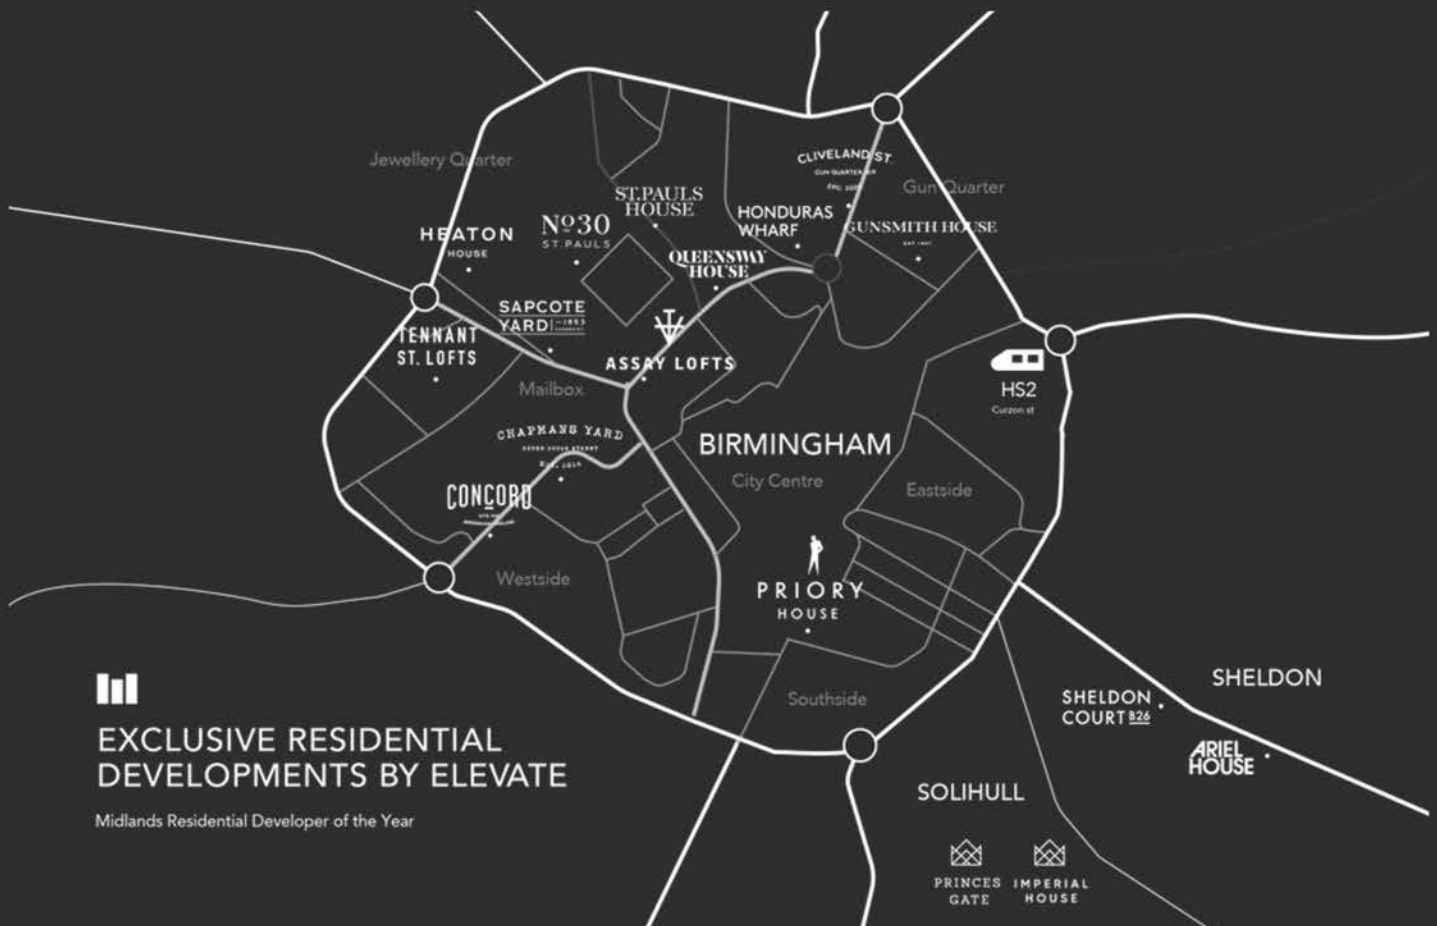 Jewellery Quarter
CLIVELAND ST.
GUN QUARTER
Gun Quarter
ST.PAULS
HOUSE
Nº30
ST.PAULS
HONDURAS
WHARF
GUNSMITH HOUSE
HEATON
HOUSE
QUEENSWAY
HOUSE
SAPCOTE
YARD
TENNANT
ST. LOFTS
ASSAY LOFTS
HS2
Curzon st
Mailbox
CHAPMANS YARD
BIRMINGHAM
City Centre
Eastside
CONCORD
Westside
PRIORY
HOUSE
Southside
SHELDON
SHELDON
COURT B26
ARIEL
HOUSE
SOLIHULL
PRINCES
GATE
IMPERIAL
HOUSE
EXCLUSIVE RESIDENTIAL
DEVELOPMENTS BY ELEVATE
Midlands Residential Developer of the Year